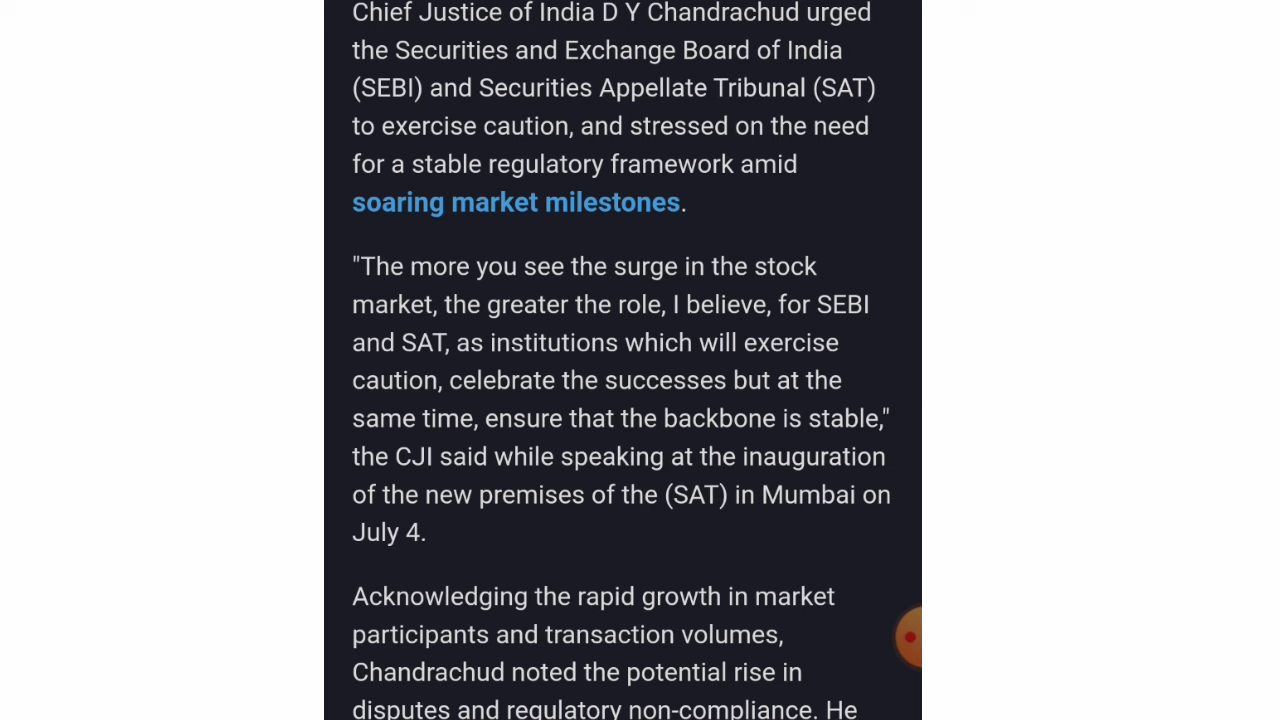 Chief Justice of India D Y Chandrachud urged
the Securities and Exchange Board of India
(SEBI) and Securities Appellate Tribunal (SAT)
to exercise caution, and stressed on the need
for a stable regulatory framework amid
soaring market milestones.
"The more you see the surge in the stock
market, the greater the role, I believe, for SEBI
and SAT, as institutions which will exercise
caution, celebrate the successes but at the
same time, ensure that the backbone is stable,"
the CJI said while speaking at the inauguration
of the new premises of the (SAT) in Mumbai on
July 4.
Acknowledging the rapid growth in market
participants and transaction volumes,
Chandrachud noted the potential rise in
disputes and regulatory non-compliance. He